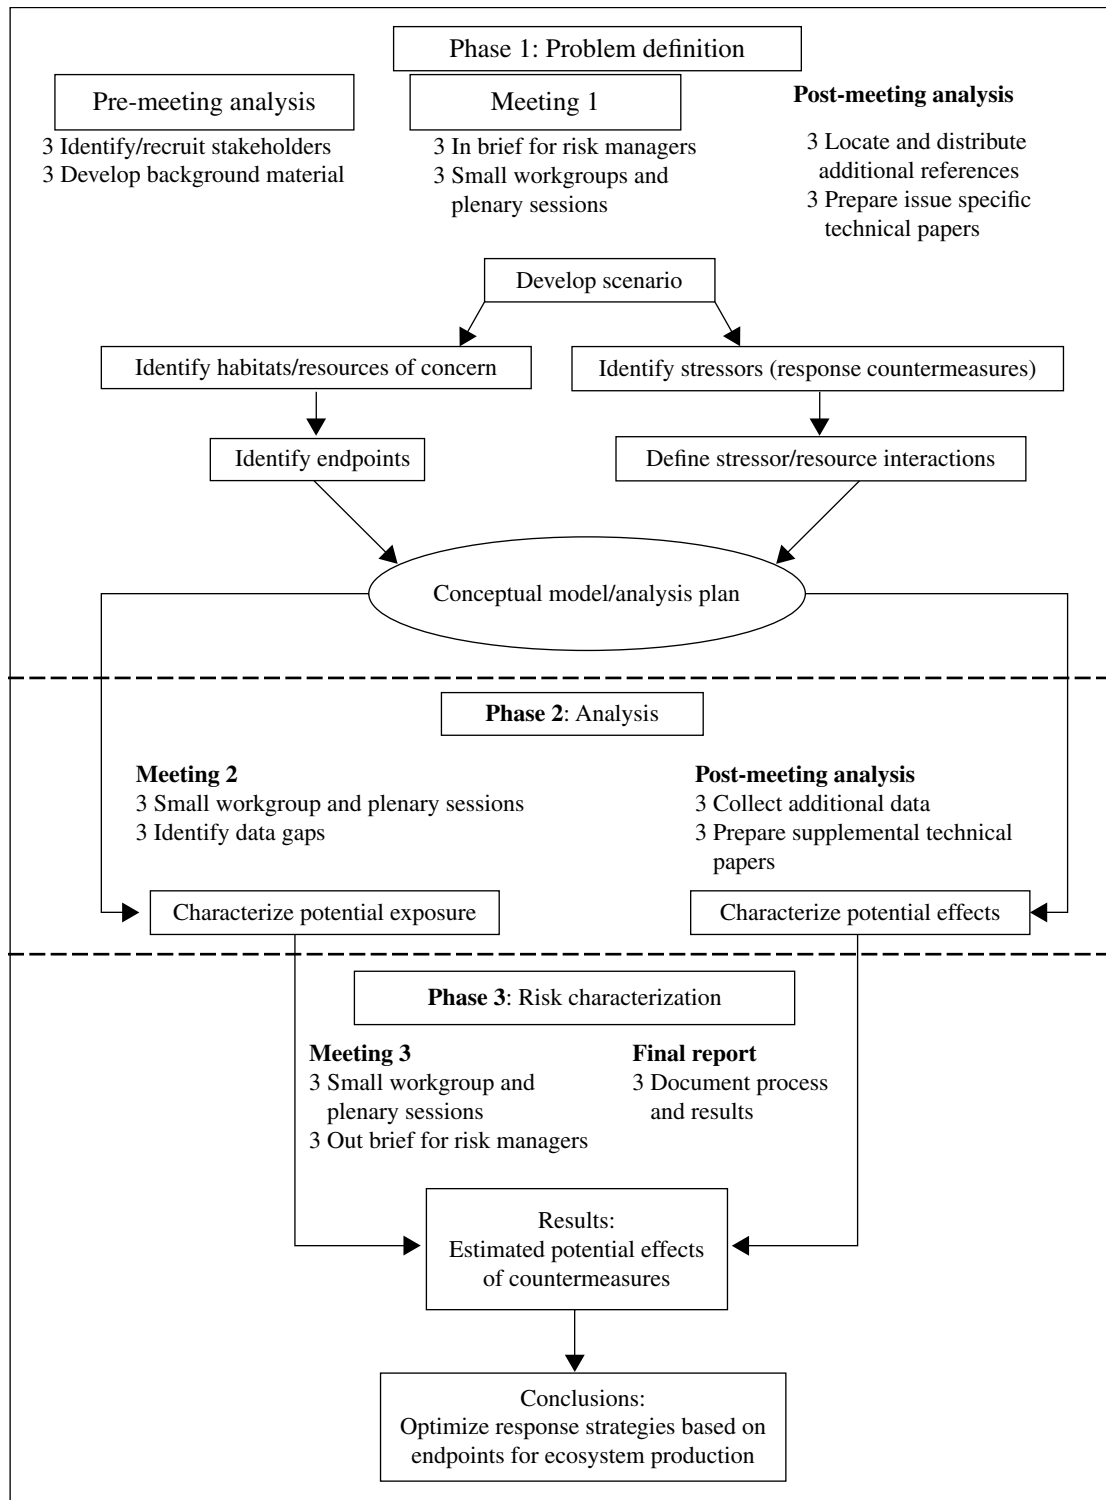 Phase 1: Problem definition
Pre-meeting analysis
3 Identify/recruit stakeholders
3 Develop background material
Meeting 1
3 In brief for risk managers
3 Small workgroups and
plenary sessions
Post-meeting analysis
3 Locate and distribute
additional references
3 Prepare issue specific
technical papers
Develop scenario
Identify habitats/resources of concern
Identify stressors (response countermeasures)
Identify endpoints
Define stressor/resource interactions
Conceptual model/analysis plan
Phase 2: Analysis
Meeting 2
3 Small workgroup and plenary sessions
3 Identify data gaps
Post-meeting analysis
3 Collect additional data
3 Prepare supplemental technical
papers
Characterize potential exposure
Characterize potential effects
Phase 3: Risk characterization
Meeting 3
3 Small workgroup and
plenary sessions
3 Out brief for risk managers
Final report
3 Document process
and results
Results:
Estimated potential effects
of countermeasures
Conclusions:
Optimize response strategies based on
endpoints for ecosystem production